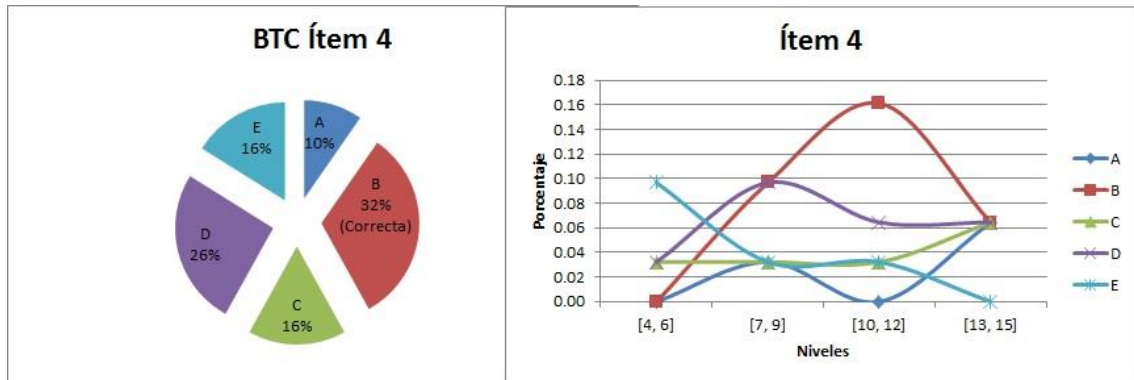 BTC Ítem 4
A
10%
B
32%
(Correcta)
C
16%
D
26%
E
16%
Ítem 4
Porcentaje
0.18
0.16
0.14
0.12
0.10
0.08
0.06
0.04
0.02
0.00
[4, 6]
[7, 9]
[10, 12]
[13, 15]
Niveles
A
B
C
D
E